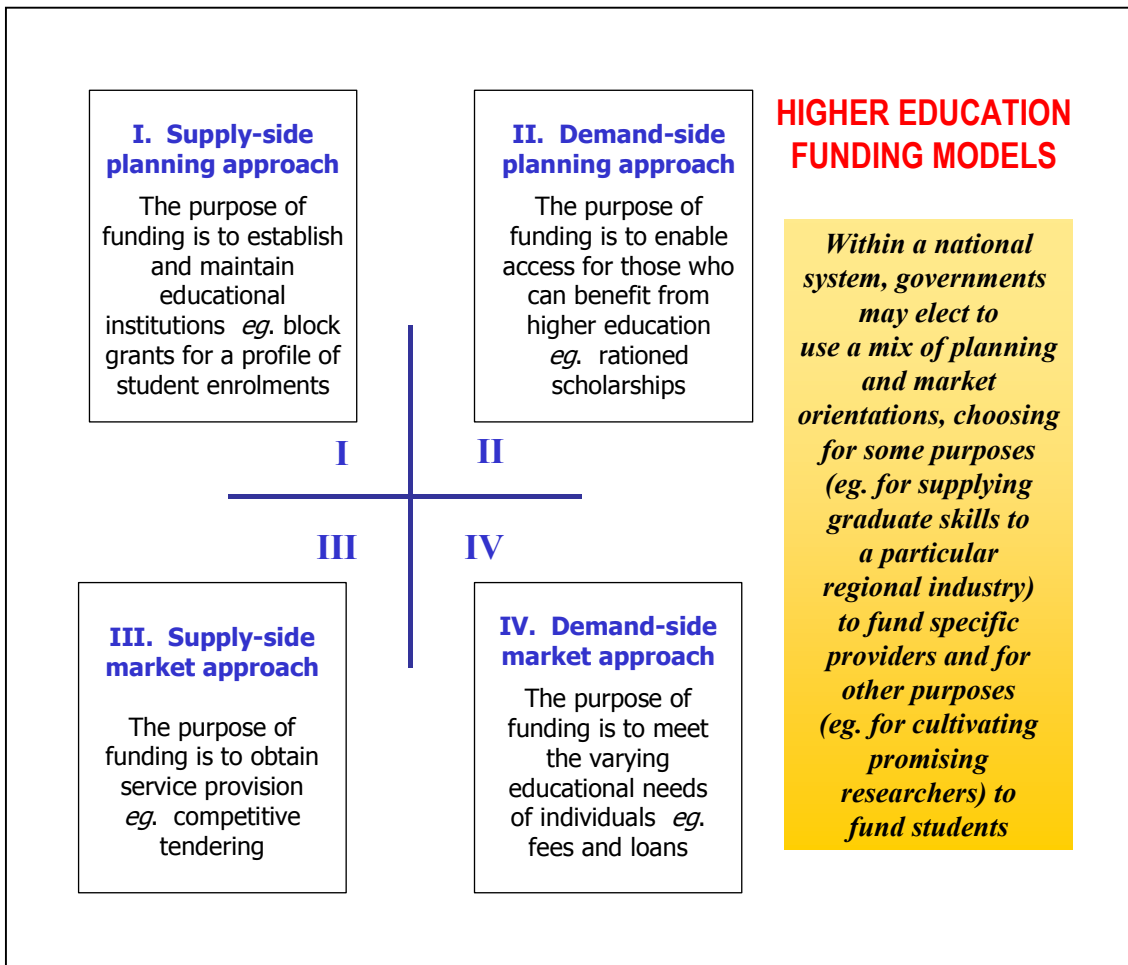 I. Supply-side
planning approach
The purpose of
funding is to establish
and maintain
educational
institutions eg. block
grants for a profile of
student enrolments
II. Demand-side
planning approach
The purpose of
funding is to enable
access for those who
can benefit from
higher education
eg. rationed
scholarships
HIGHER EDUCATION
FUNDING MODELS
Within a national
system, governments
may elect to
use a mix of planning
and market
orientations, choosing
for some purposes
(eg. for supplying
graduate skills to
a particular
regional industry)
to fund specific
providers and for
other purposes
(eg. for cultivating
promising
researchers) to
fund students
I
II
III
IV
III. Supply-side
market approach
The purpose of
funding is to obtain
service provision
eg. competitive
tendering
IV. Demand-side
market approach
The purpose of
funding is to meet
the varying
educational needs
of individuals eg.
fees and loans